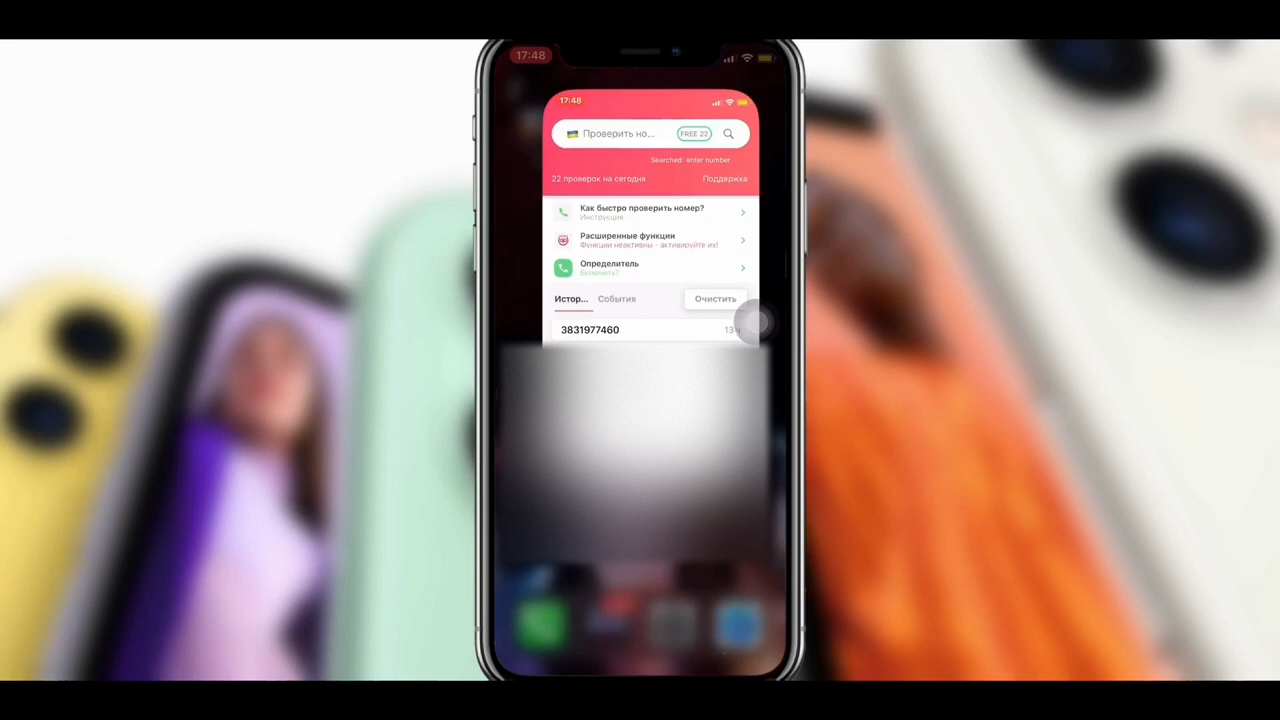 17:48
17:48
Проверить но...
FREE 22
Searched: enter number
22 проверок на сегодня
Поддержка
Как быстро проверить номер?
Инструкция
Расширенные функции
Функции неактивны - активируйте их!
Определитель
Включить?
Истор...
События
Очистить
3831977460
13